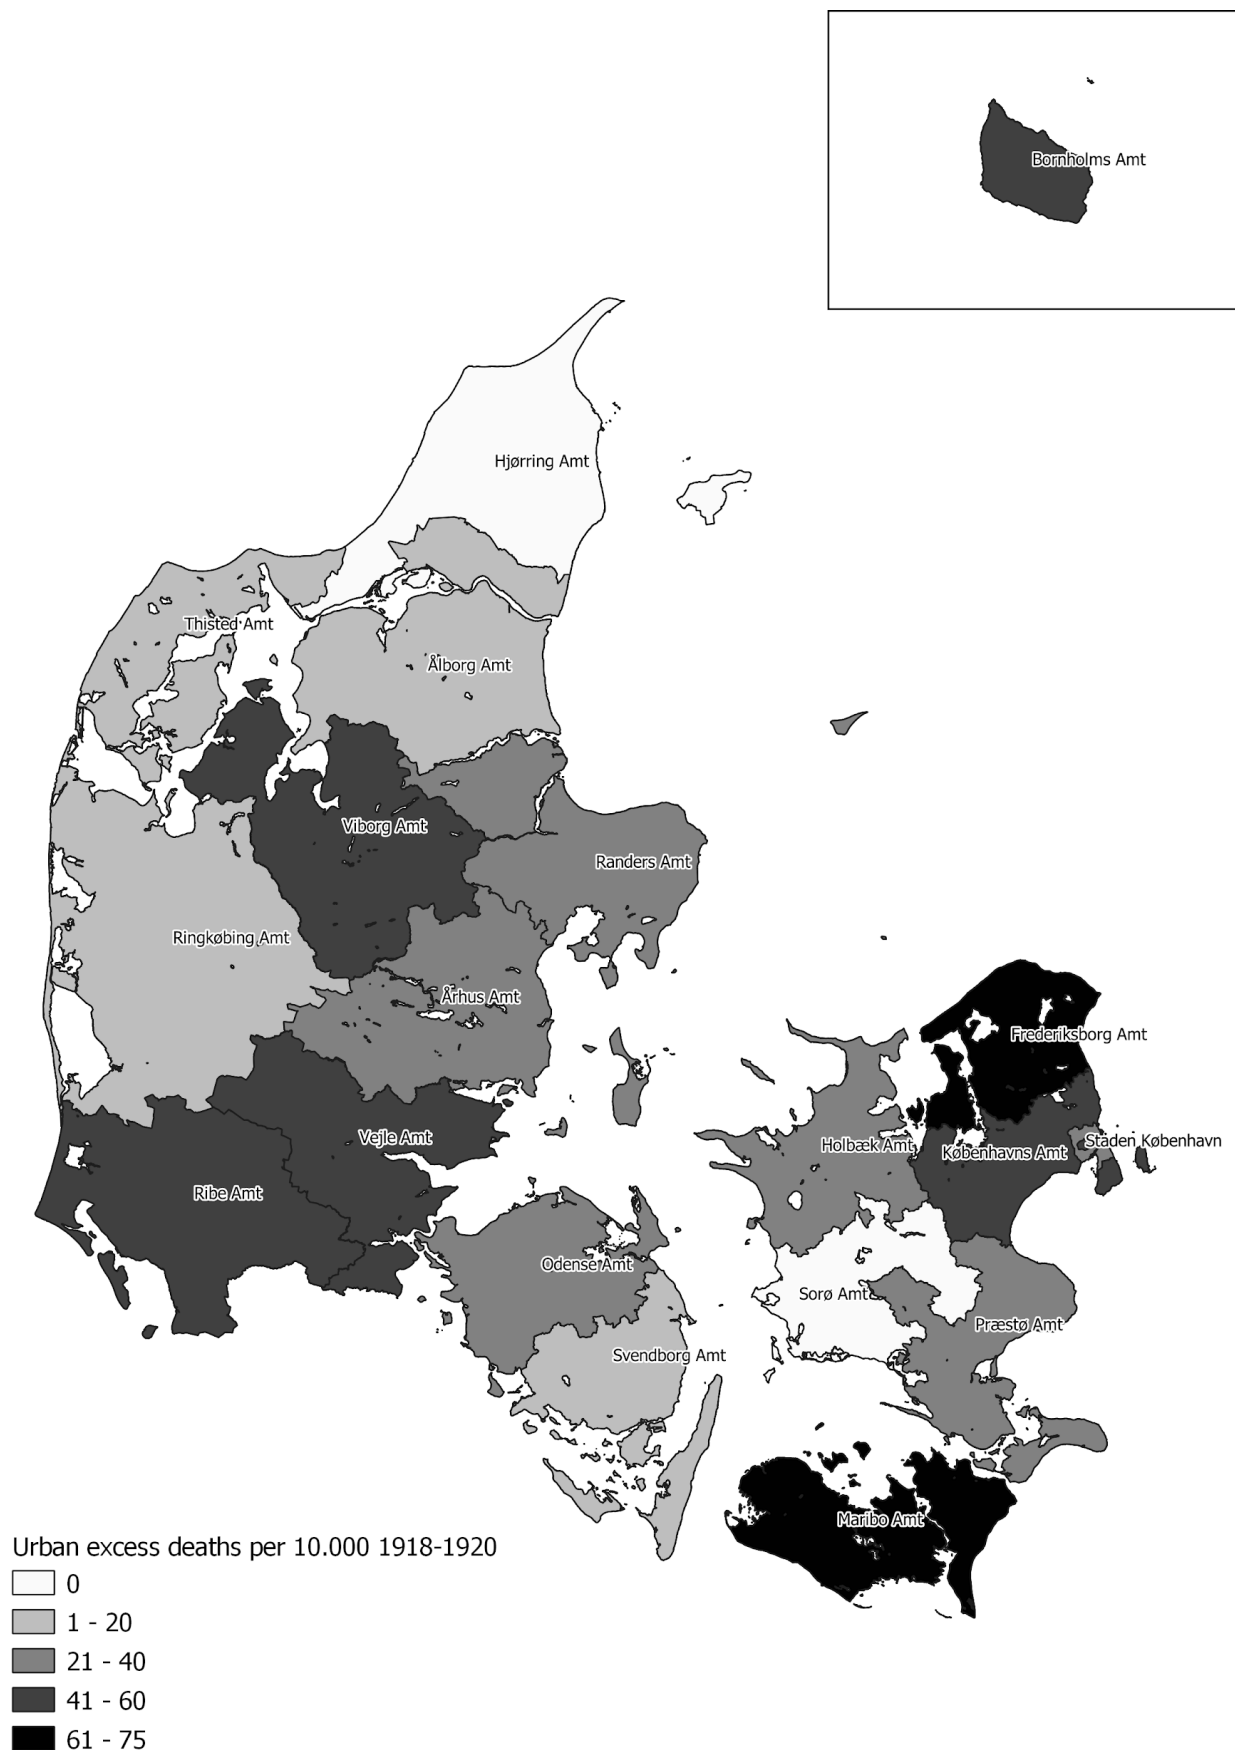 Bornholms Amt
Hjørring Amt
Thisted Amt
Ålborg Amt
Viborg Amt
Randers Amt
Ringkøbing Amt
Århus Amt
Frederiksborg Amt
Vejle Amt
Holbæk Amt
Københavns Amt
Staden København
Ribe Amt
Odense Amt
Sorø Amt
Præstø Amt
Svendborg Amt
Maribo Amt
Urban excess deaths per 10.000 1918-1920
0
1 - 20
21 - 40
41 - 60
61 - 75